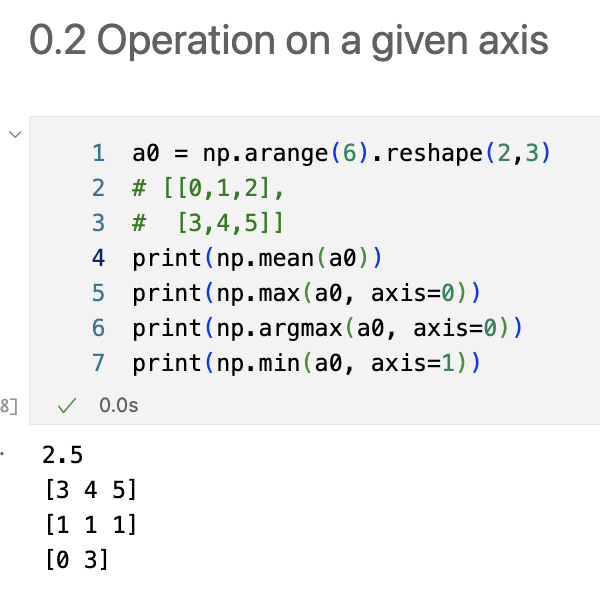 0.2 Operation on a given axis
1 a0 = np.arange(6).reshape(2,3)
2 # [[0,1,2],
3 #  [3,4,5]]
4 print(np.mean(a0))
5 print(np.max(a0, axis=0))
6 print(np.argmax(a0, axis=0))
7 print(np.min(a0, axis=1))
8] ✓ 0.0s
2.5
[3 4 5]
[1 1 1]
[0 3]